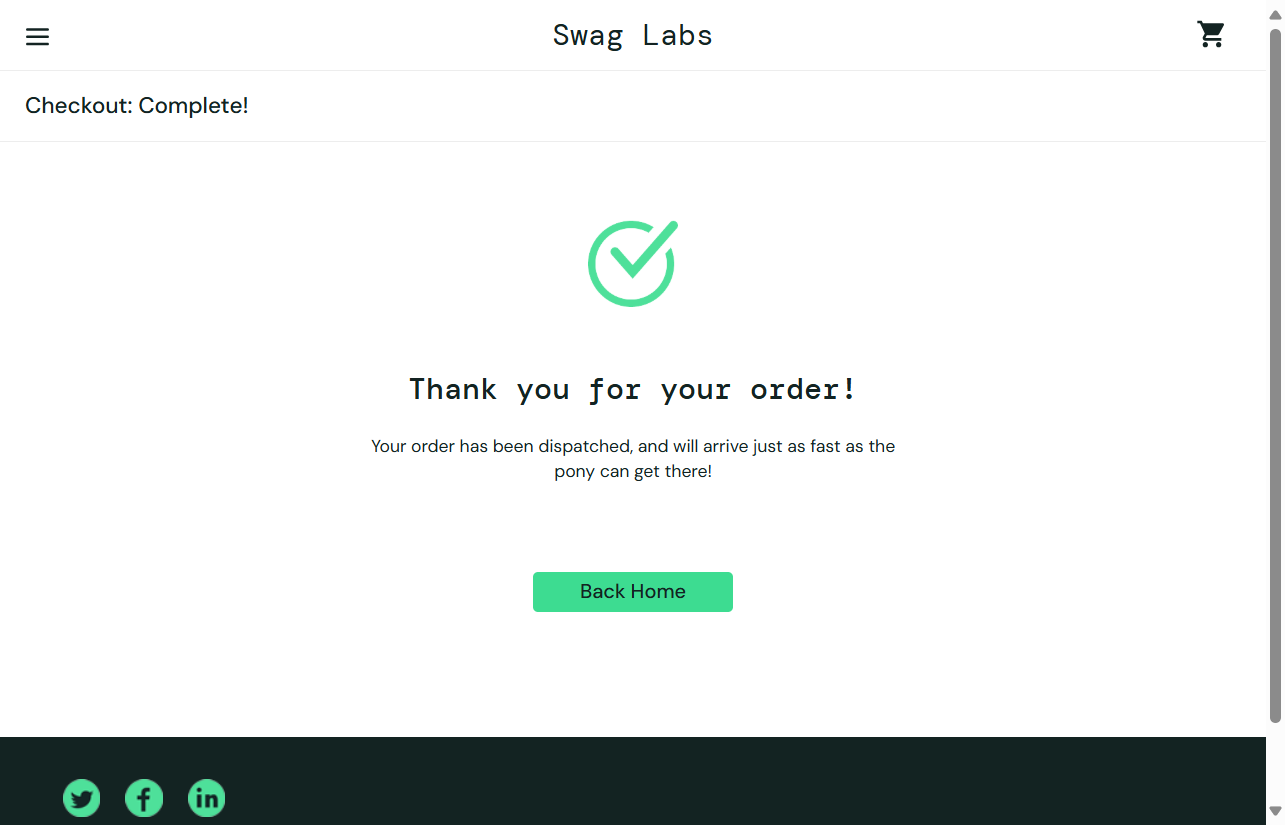 Swag Labs
Checkout: Complete!
Thank you for your order!
Your order has been dispatched, and will arrive just as fast as the
pony can get there!
Back Home